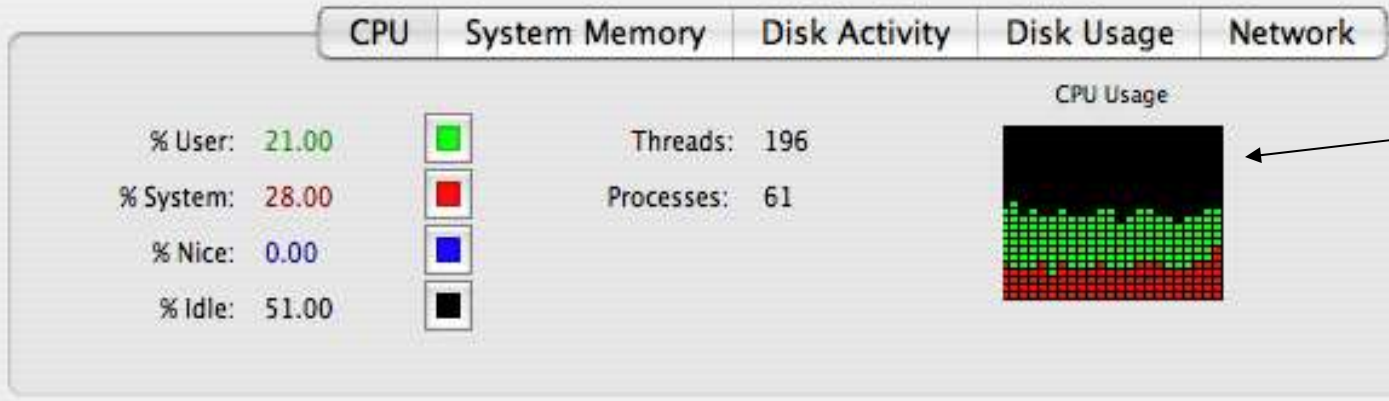 CPU System Memory Disk Activity Disk Usage Network
CPU Usage
% User: 21.00 Threads: 196
% System: 28.00 Processes: 61
% Nice: 0.00
% Idle: 51.00